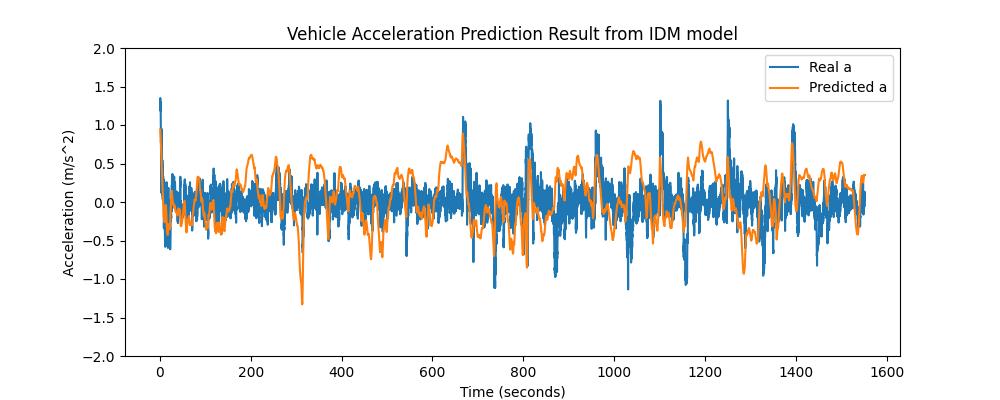 Vehicle Acceleration Prediction Result from IDM model
2.0
1.5
1.0
0.5
0.0
−0.5
−1.0
−1.5
−2.0
Acceleration (m/s^2)
Real a
Predicted a
0 200 400 600 800 1000 1200 1400 1600
Time (seconds)